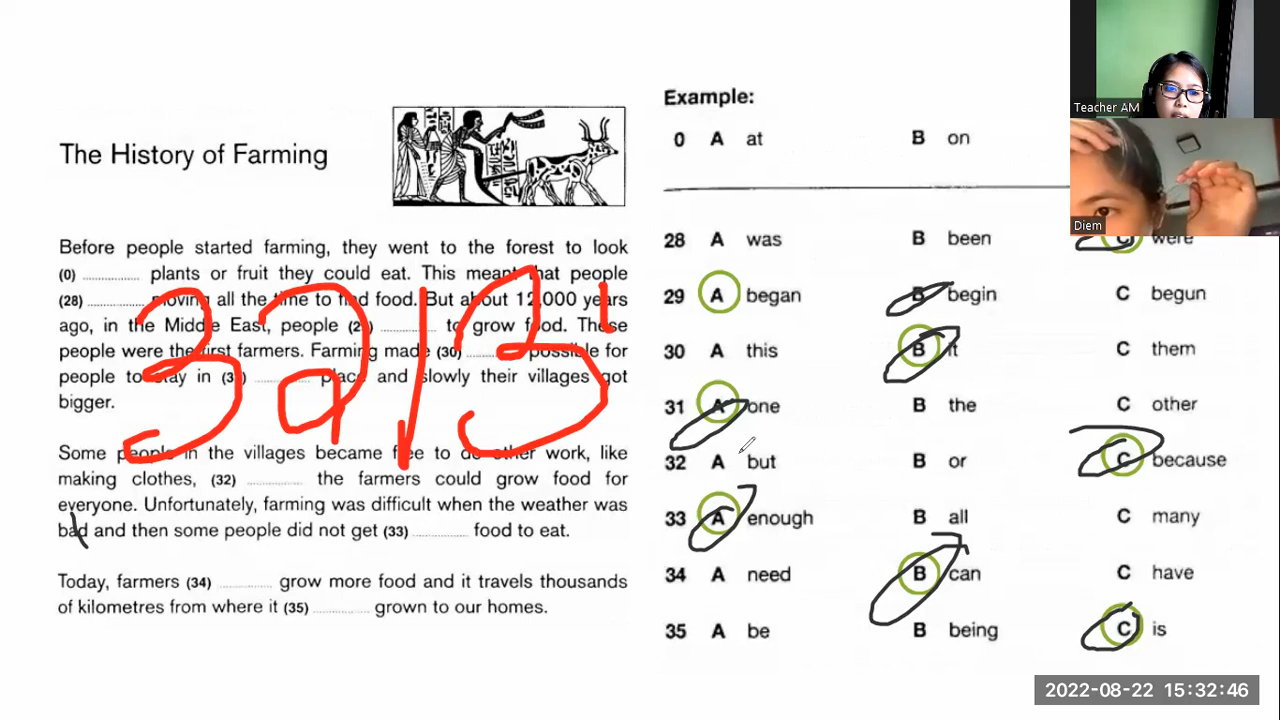 Teacher AM
Diem
The History of Farming
Before people started farming, they went to the forest to look
(0) ............... plants or fruit they could eat. This meant that people
(28) ............... moving all the time to find food. But about 12,000 years
ago, in the Middle East, people (29) ............... to grow food. These
people were the first farmers. Farming made (30) ............... possible for
people to stay in (31) ............... place and slowly their villages got
bigger.
Some people in the villages became free to do other work, like
making clothes, (32) ............... the farmers could grow food for
everyone. Unfortunately, farming was difficult when the weather was
bad and then some people did not get (33) ............... food to eat.
Today, farmers (34) ............... grow more food and it travels thousands
of kilometres from where it (35) ............... grown to our homes.
32/3
Example:
0 A at B on
28 A was B been C were
29 A began B begin C begun
30 A this B it C them
31 A one B the C other
32 A but B or C because
33 A enough B all C many
34 A need B can C have
35 A be B being C is
2022-08-22 15:32:46